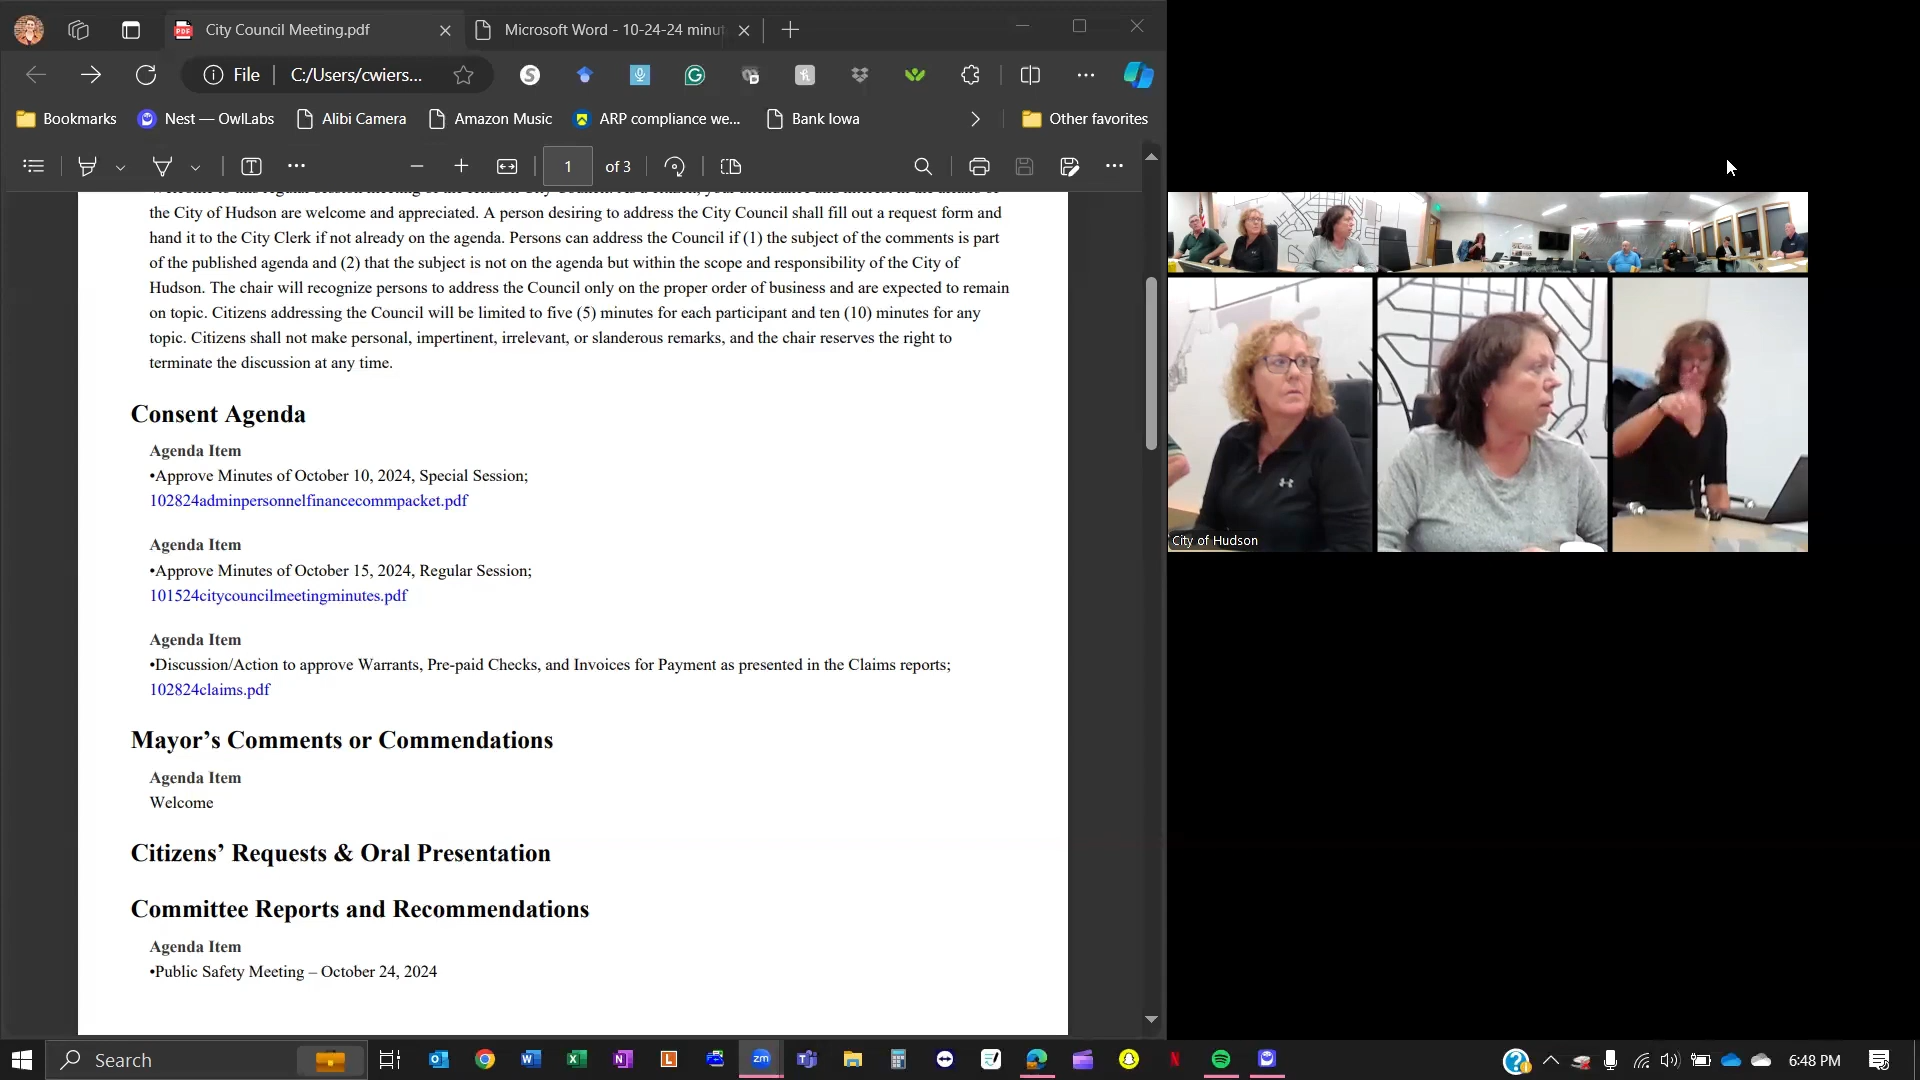 City Council Meeting.pdf
Microsoft Word - 10-24-24 minut
File
C:/Users/cwiers...
Bookmarks
Nest — OwlLabs
Alibi Camera
Amazon Music
ARP compliance we...
Bank Iowa
Other favorites
1 of 3
the City of Hudson are welcome and appreciated. A person desiring to address the City Council shall fill out a request form and
hand it to the City Clerk if not already on the agenda. Persons can address the Council if (1) the subject of the comments is part
of the published agenda and (2) that the subject is not on the agenda but within the scope and responsibility of the City of
Hudson. The chair will recognize persons to address the Council only on the proper order of business and are expected to remain
on topic. Citizens addressing the Council will be limited to five (5) minutes for each participant and ten (10) minutes for any
topic. Citizens shall not make personal, impertinent, irrelevant, or slanderous remarks, and the chair reserves the right to
terminate the discussion at any time.
Consent Agenda
Agenda Item
•Approve Minutes of October 10, 2024, Special Session;
102824adminpersonnelfinancecommpacket.pdf
Agenda Item
•Approve Minutes of October 15, 2024, Regular Session;
101524citycouncilmeetingminutes.pdf
Agenda Item
•Discussion/Action to approve Warrants, Pre-paid Checks, and Invoices for Payment as presented in the Claims reports;
102824claims.pdf
Mayor’s Comments or Commendations
Agenda Item
Welcome
Citizens’ Requests & Oral Presentation
Committee Reports and Recommendations
Agenda Item
•Public Safety Meeting – October 24, 2024
City of Hudson
Search
6:48 PM